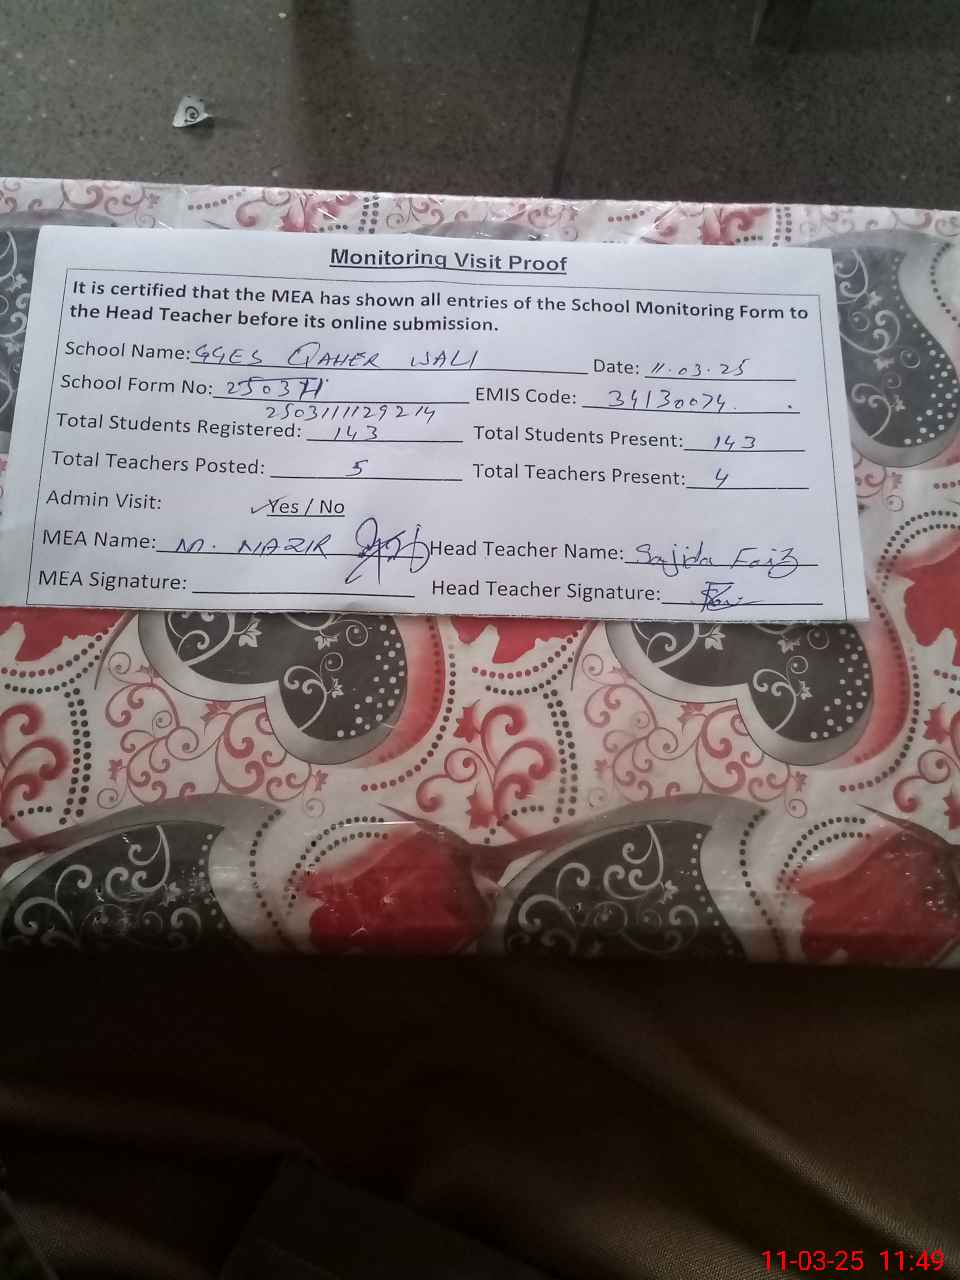 Monitoring Visit Proof
It is certified that the MEA has shown all entries of the School Monitoring Form to
the Head Teacher before its online submission.
School Name: GGES QAHER WALI Date: 11.03.25
School Form No: 250371 EMIS Code: 34130074
250311129214
Total Students Registered: 143 Total Students Present: 143
Total Teachers Posted: 5 Total Teachers Present: 4
Admin Visit: Yes / No
MEA Name: M. NAZIR Head Teacher Name: Sajida Faiz
MEA Signature: Head Teacher Signature:
11-03-25 11:49